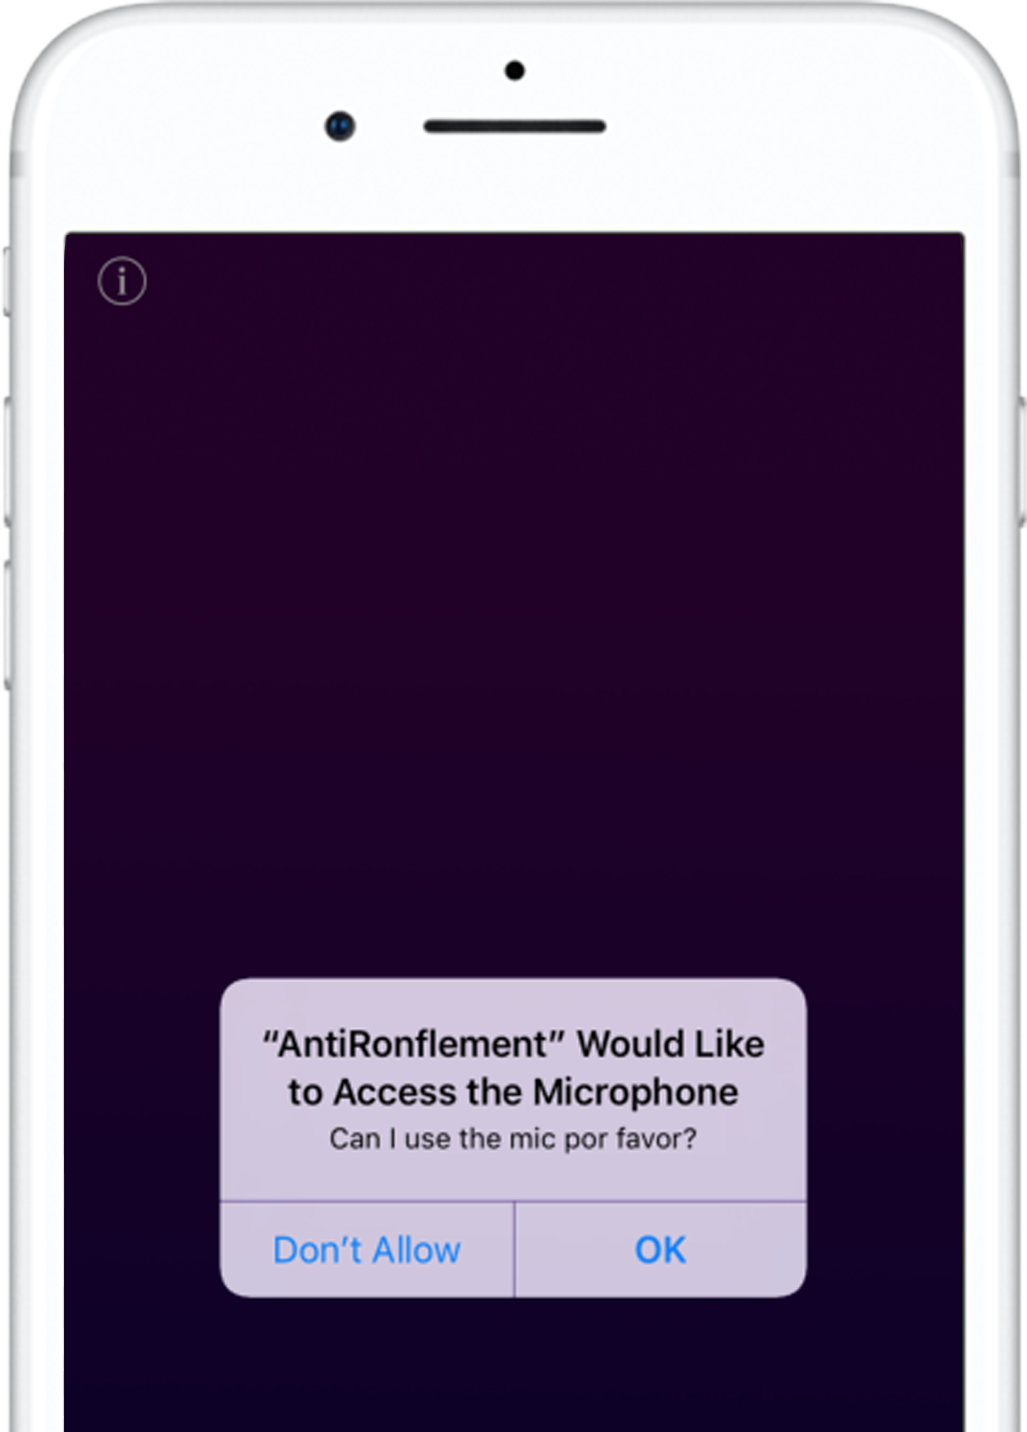 i
“AntiRonflement” Would Like
to Access the Microphone
Can I use the mic por favor?
Don’t Allow
OK